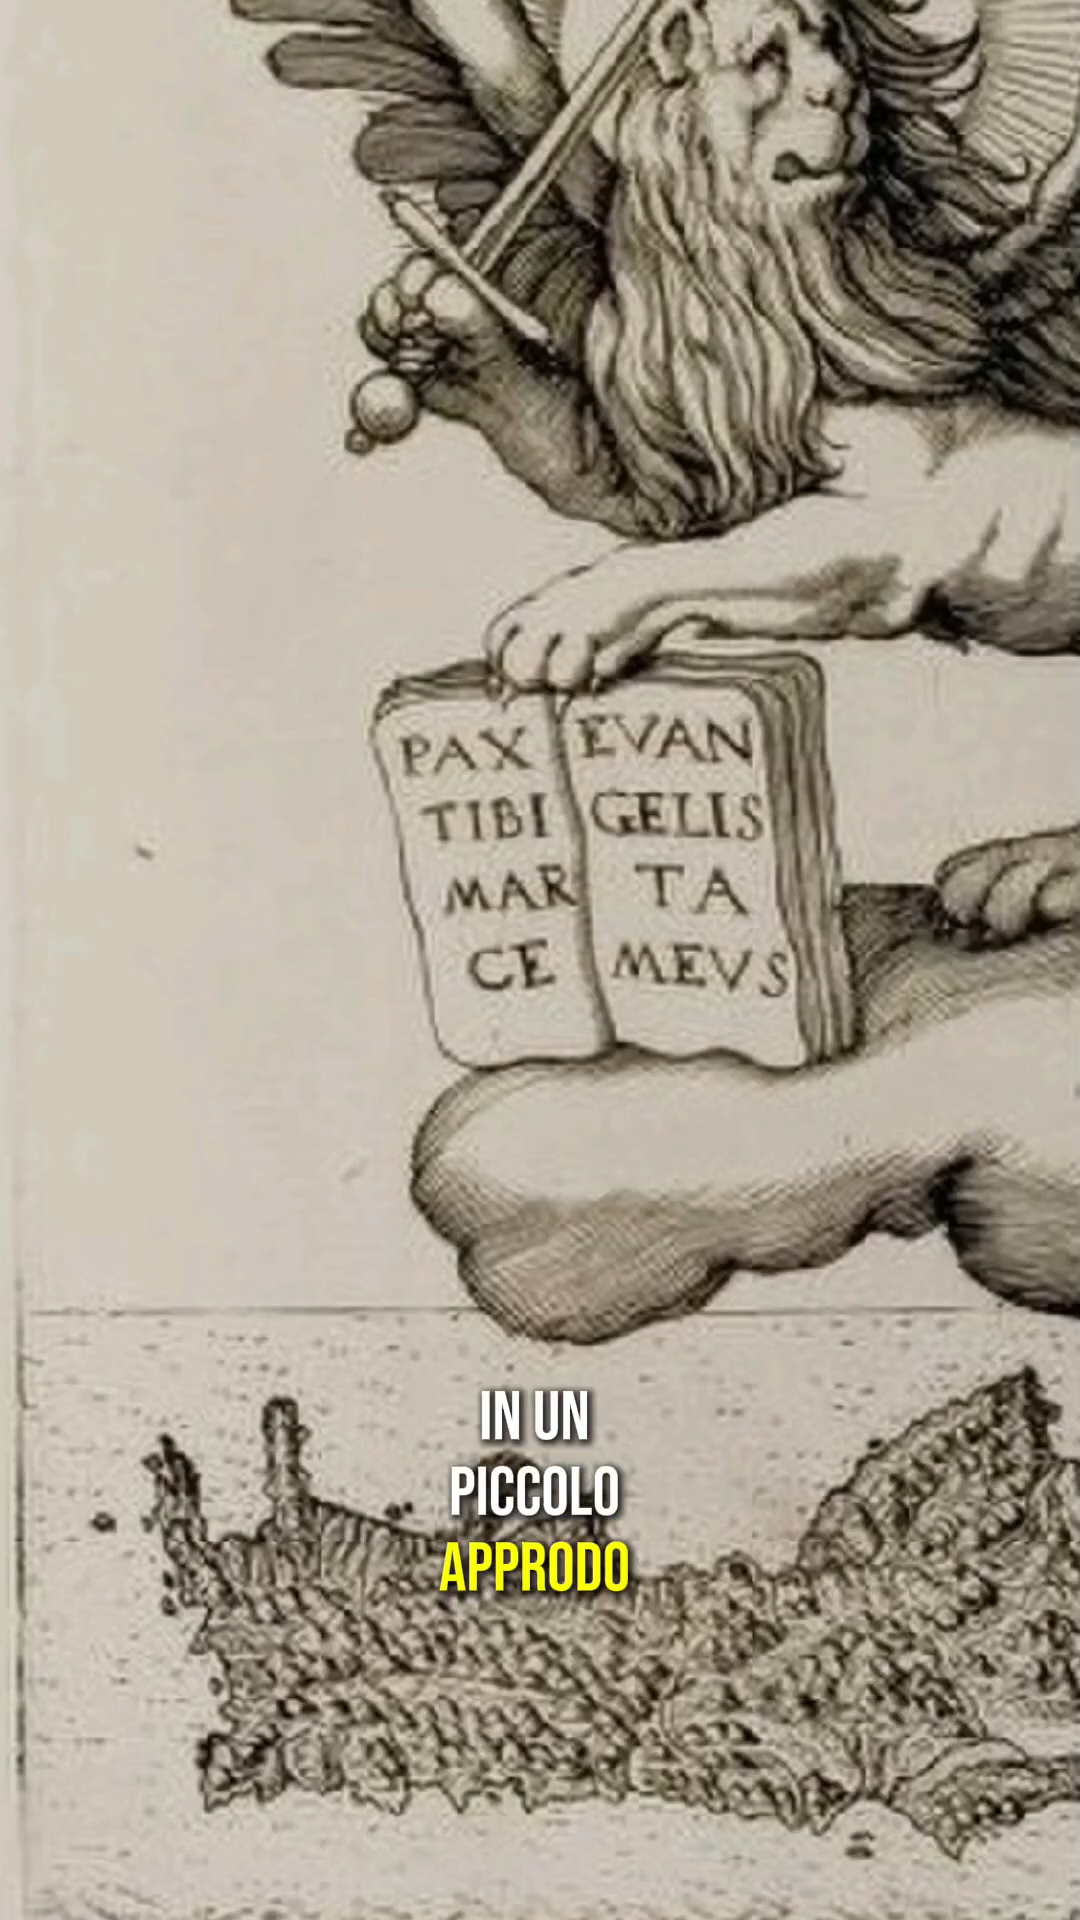 PAX EVAN
TIBI GELIS
MAR TA
CE MEVS
IN UN
PICCOLO
APPRODO